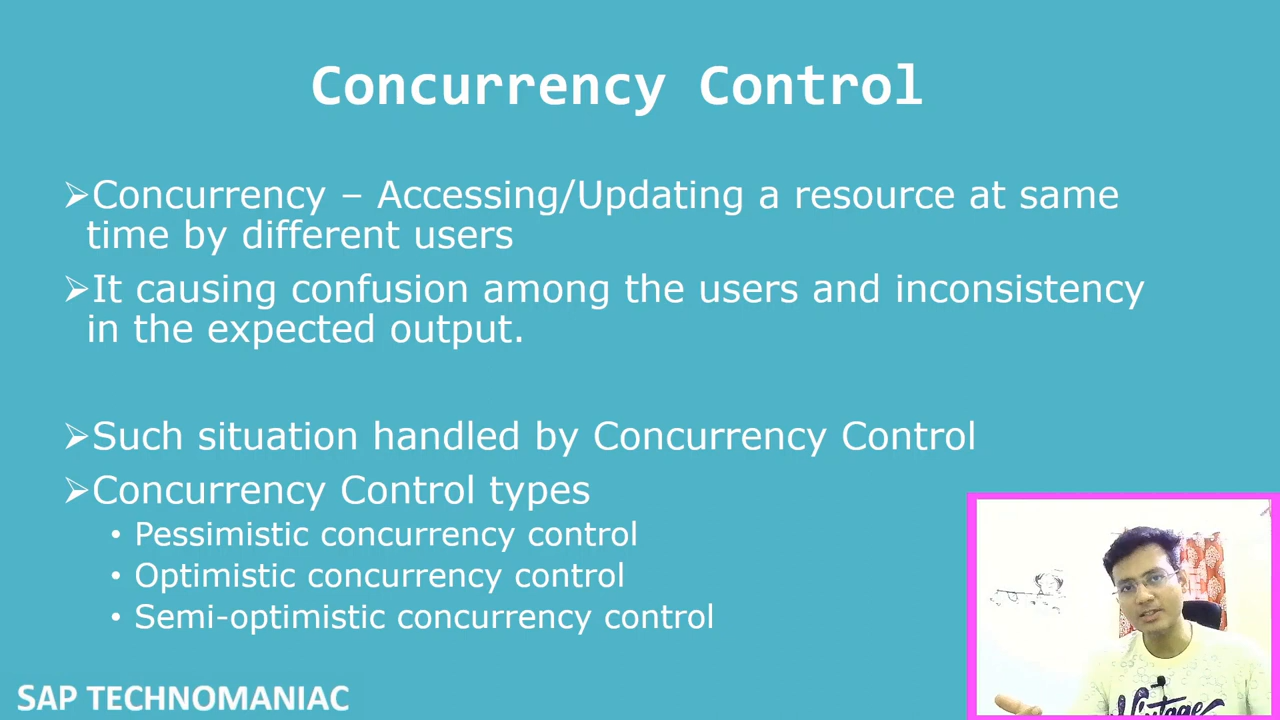 Concurrency Control
➢Concurrency – Accessing/Updating a resource at same
time by different users
➢It causing confusion among the users and inconsistency
in the expected output.
➢Such situation handled by Concurrency Control
➢Concurrency Control types
• Pessimistic concurrency control
• Optimistic concurrency control
• Semi-optimistic concurrency control
SAP TECHNOMANIAC